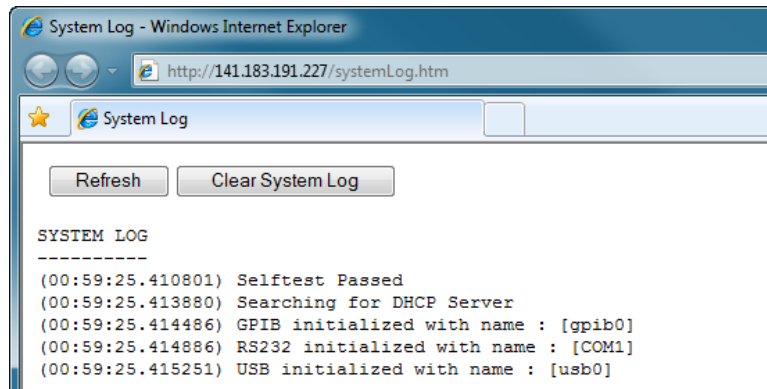 System Log - Windows Internet Explorer
http://141.183.191.227/systemLog.htm
System Log
Refresh Clear System Log
SYSTEM LOG
----------
(00:59:25.410801) Selftest Passed
(00:59:25.413880) Searching for DHCP Server
(00:59:25.414486) GPIB initialized with name : [gpib0]
(00:59:25.414886) RS232 initialized with name : [COM1]
(00:59:25.415251) USB initialized with name : [usb0]